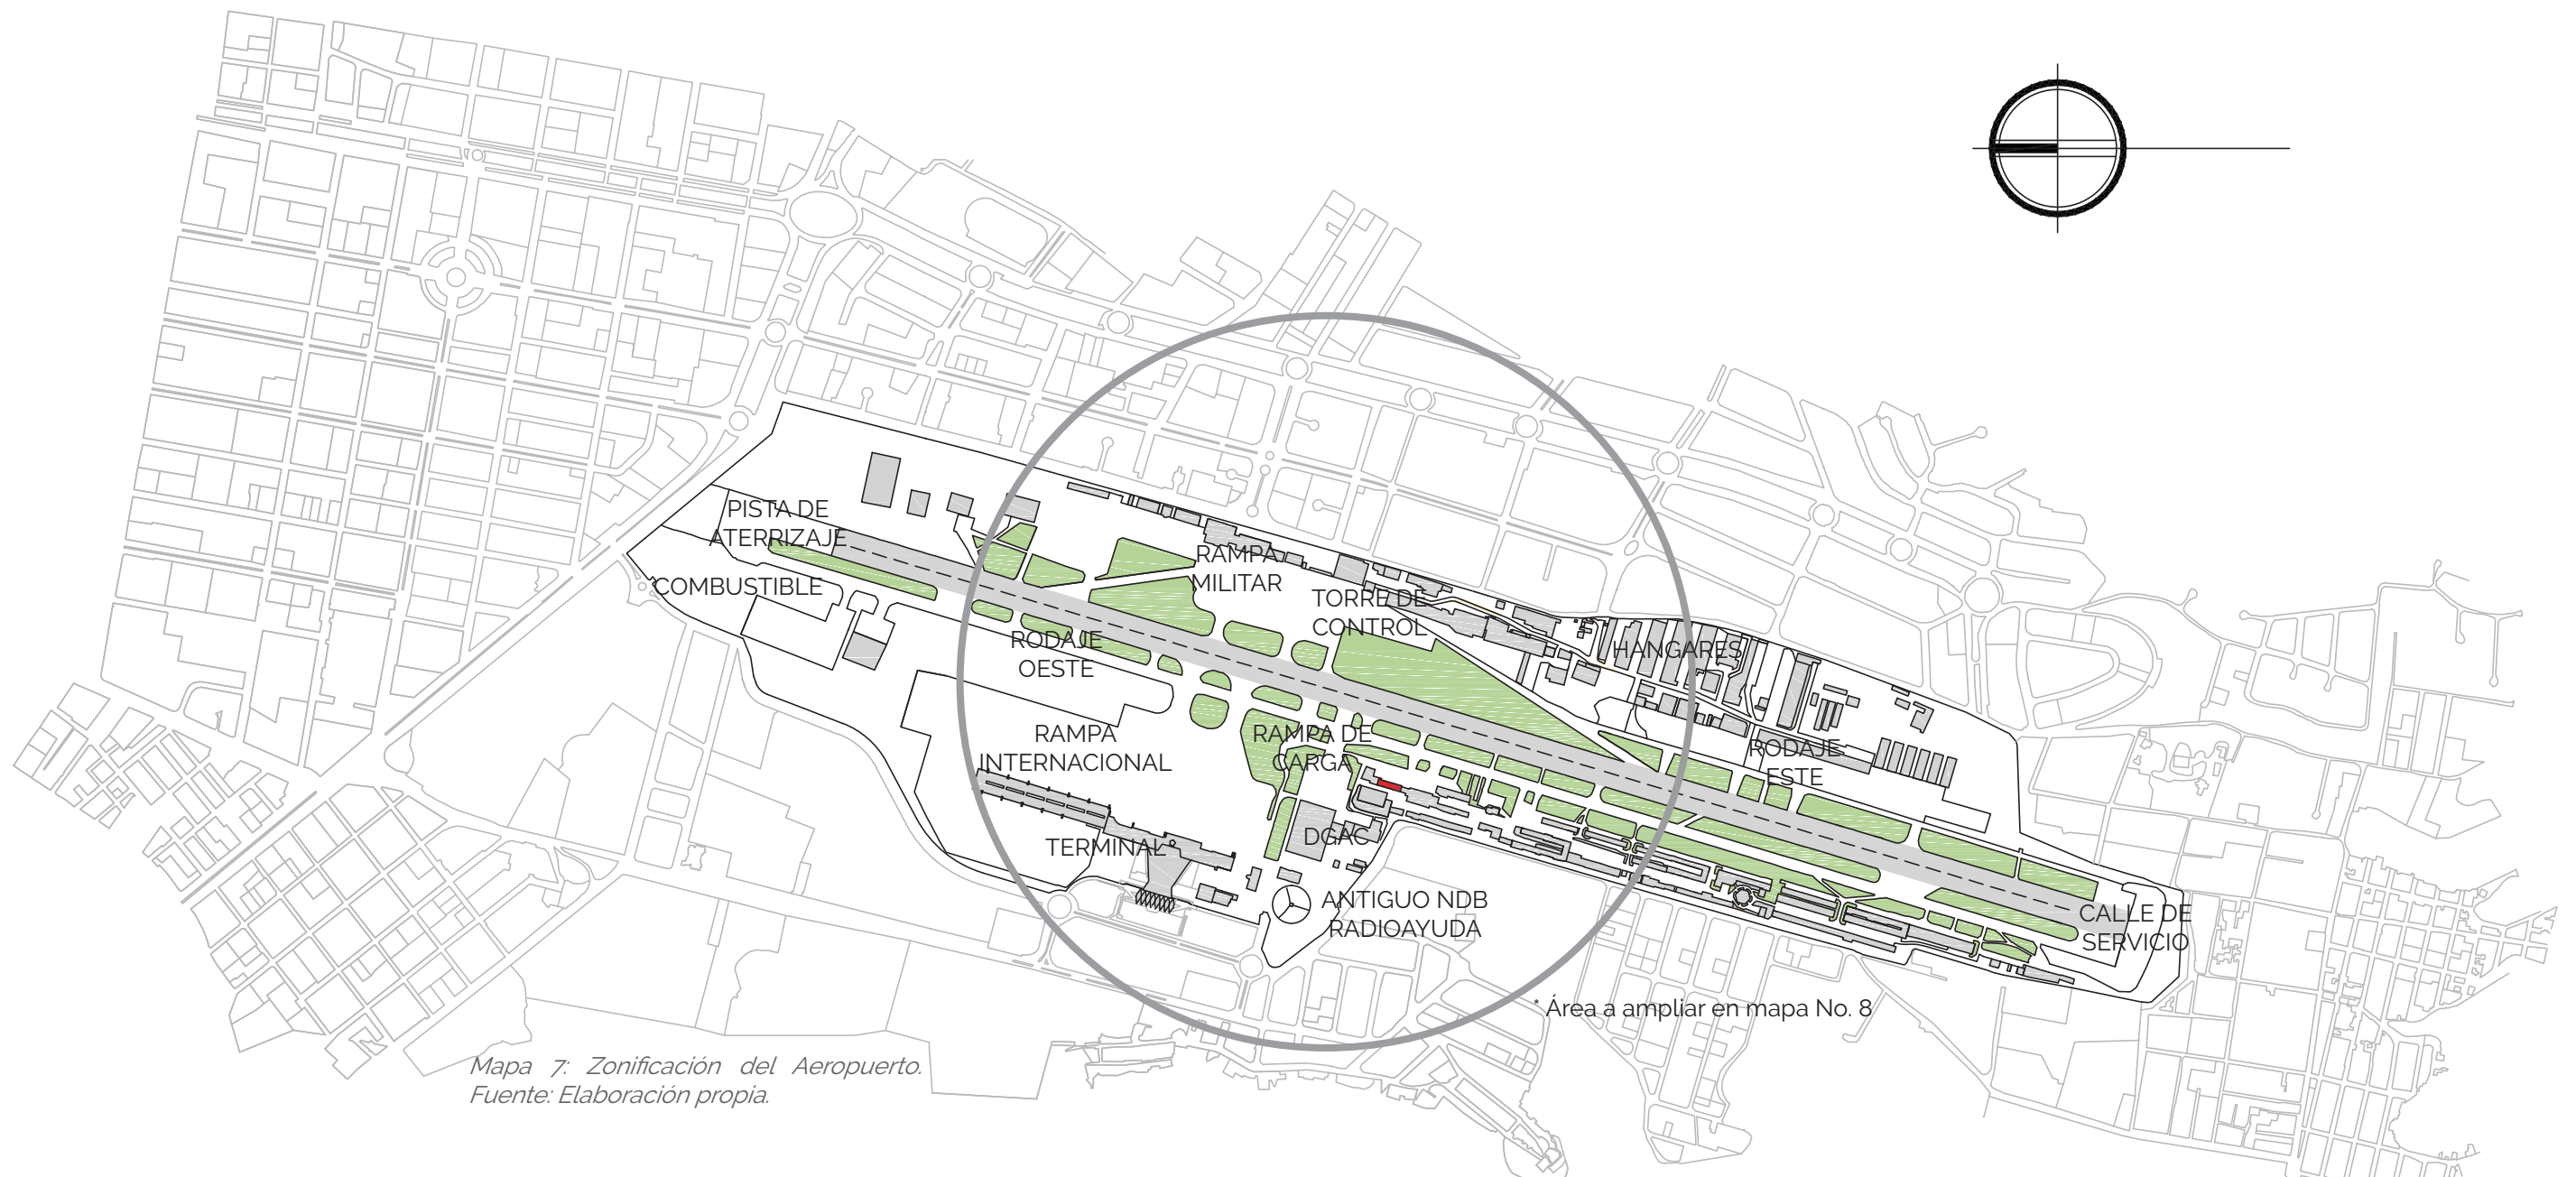 PISTA DE
ATERRIZAJE
COMBUSTIBLE
RAMPA
MILITAR
TORRE DE
CONTROL
HANGARES
RODAJE
OESTE
RAMPA
INTERNACIONAL
RAMPA DE
CARGA
RODAJE
ESTE
TERMINAL
DGAC
ANTIGUO NDB
RADIOAYUDA
CALLE DE
SERVICIO
* Área a ampliar en mapa No. 8
Mapa 7: Zonificación del Aeropuerto.
Fuente: Elaboración propia.